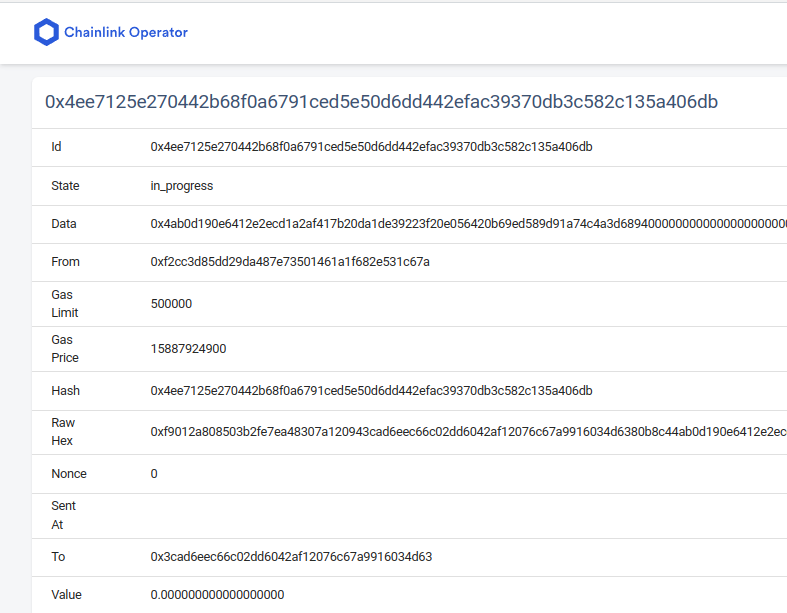 Chainlink Operator
0x4ee7125e270442b68f0a6791ced5e50d6dd442efac39370db3c582c135a406db
Id 0x4ee7125e270442b68f0a6791ced5e50d6dd442efac39370db3c582c135a406db
State in_progress
Data 0x4ab0d190e6412e2ecd1a2af417b20da1de39223f20e056420b69ed589d91a74c4a3d68940000000000000000000
From 0xf2cc3d85dd29da487e73501461a1f682e531c67a
Gas
Limit 500000
Gas
Price 15887924900
Hash 0x4ee7125e270442b68f0a6791ced5e50d6dd442efac39370db3c582c135a406db
Raw
Hex 0xf9012a808503b2fe7ea48307a120943cad6eec66c02dd6042af12076c67a9916034d6380b8c44ab0d190e6412e2ec
Nonce 0
Sent
At
To 0x3cad6eec66c02dd6042af12076c67a9916034d63
Value 0.000000000000000000